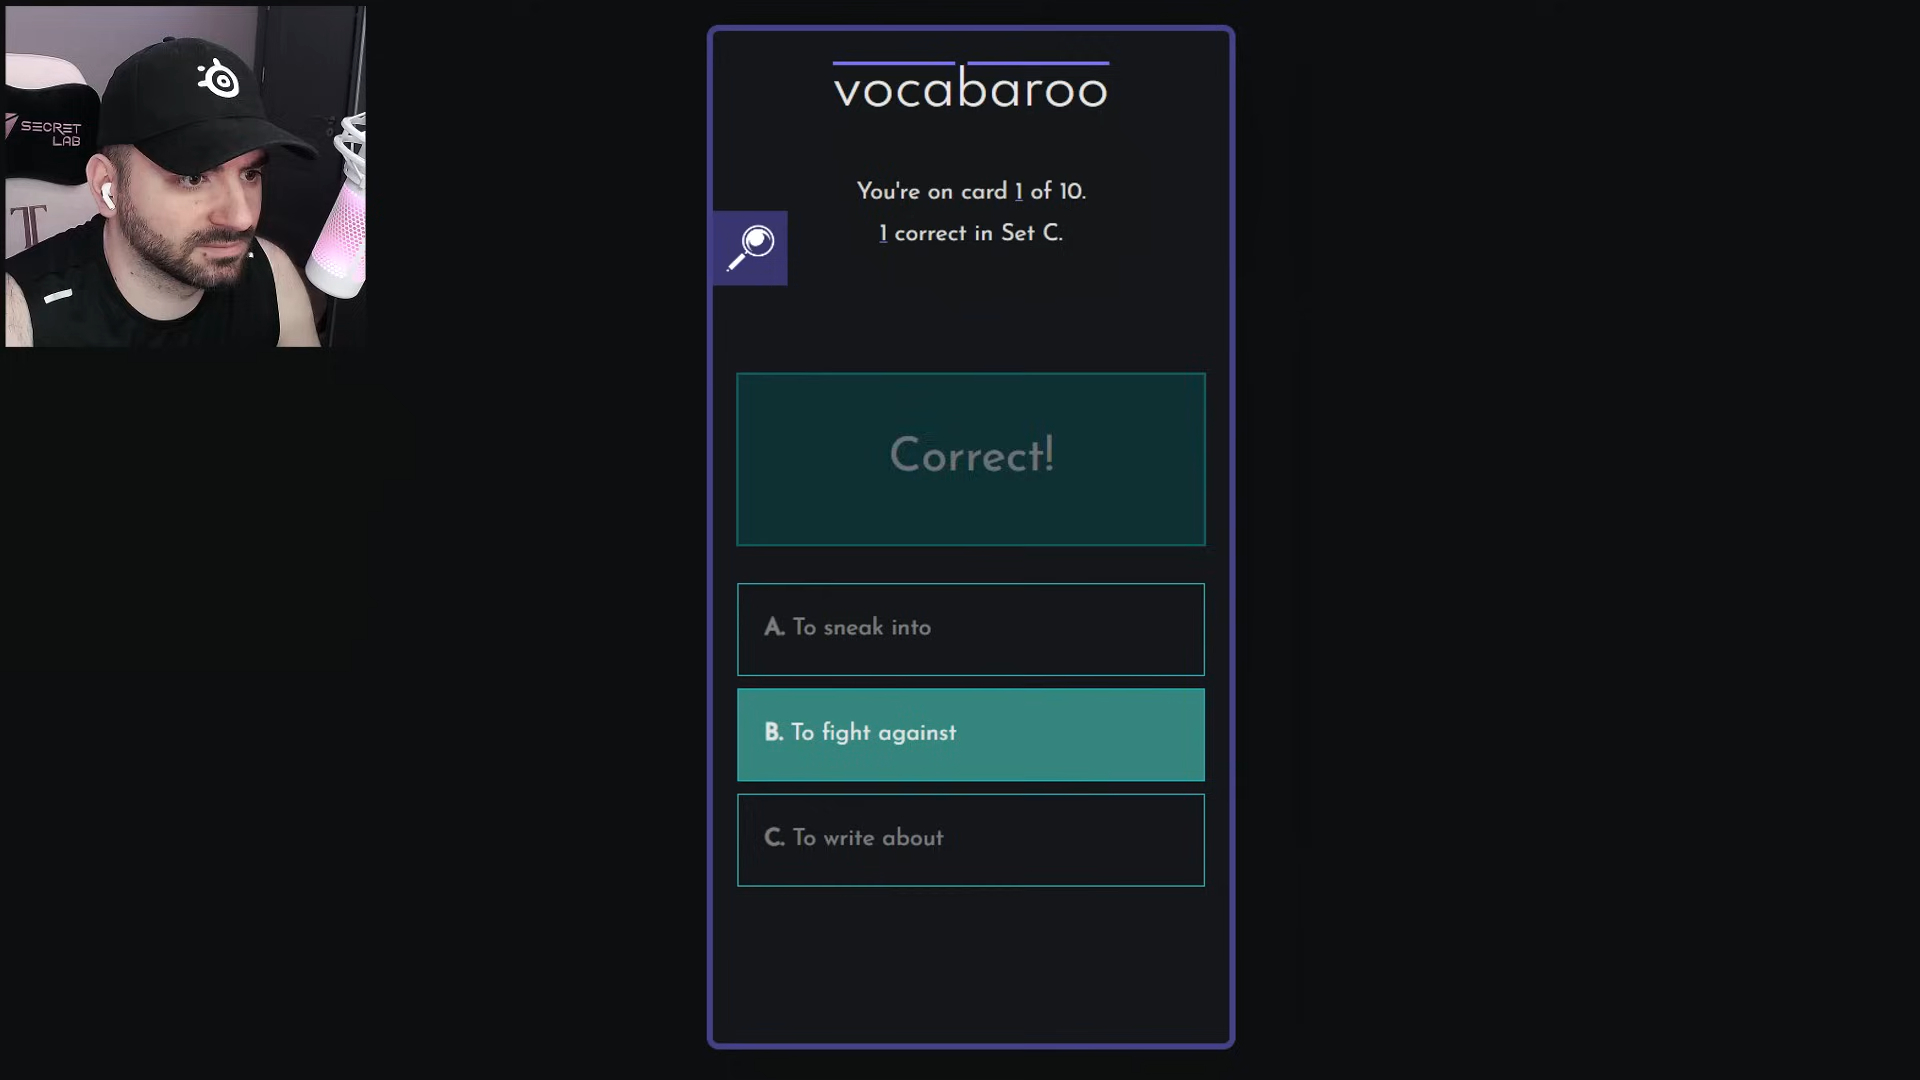 SECRET
LAB
vocabaroo
You're on card 1 of 10.
1 correct in Set C.
Correct!
A. To sneak into
B. To fight against
C. To write about